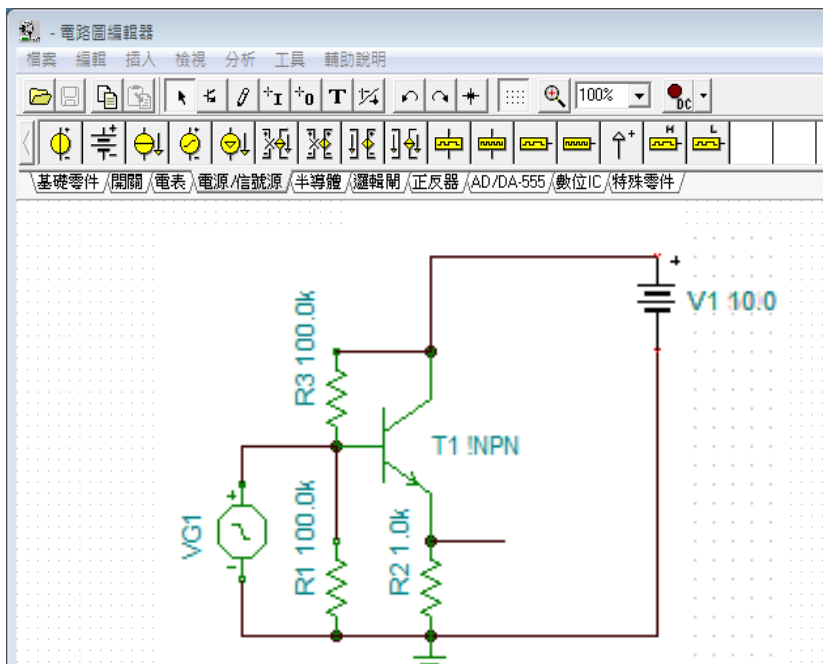 - 電路圖編輯器
檔案 編輯 插入 檢視 分析 工具 輔助說明
+I +o T 100% DC
H L
基礎零件 開關 電表 電源/信號源 半導體 邏輯閘 正反器 AD/DA-555 數位IC 特殊零件
+
V1 10.0
R3 100.0k
T1 !NPN
+
VG1
-
R1 100.0k
R2 1.0k